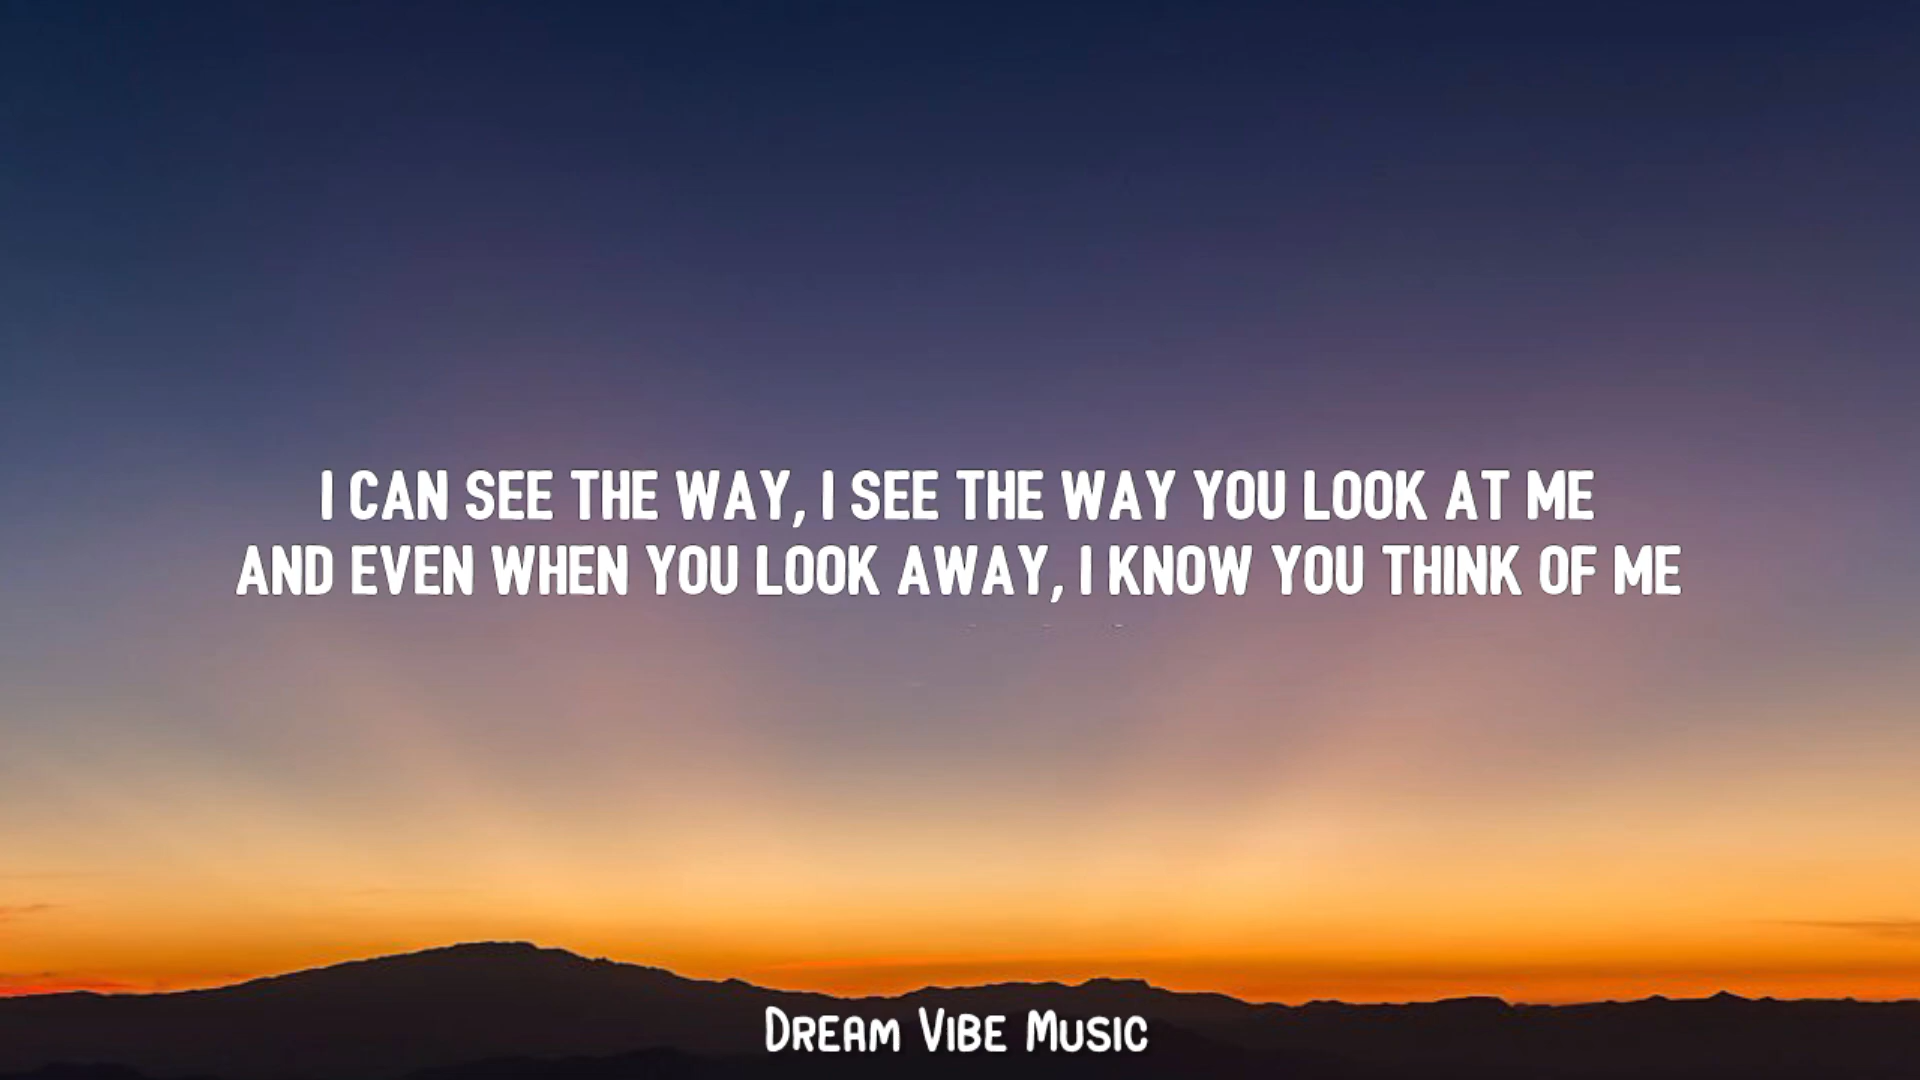 I CAN SEE THE WAY, I SEE THE WAY YOU LOOK AT ME
AND EVEN WHEN YOU LOOK AWAY, I KNOW YOU THINK OF ME
DREAM VIBE MUSIC